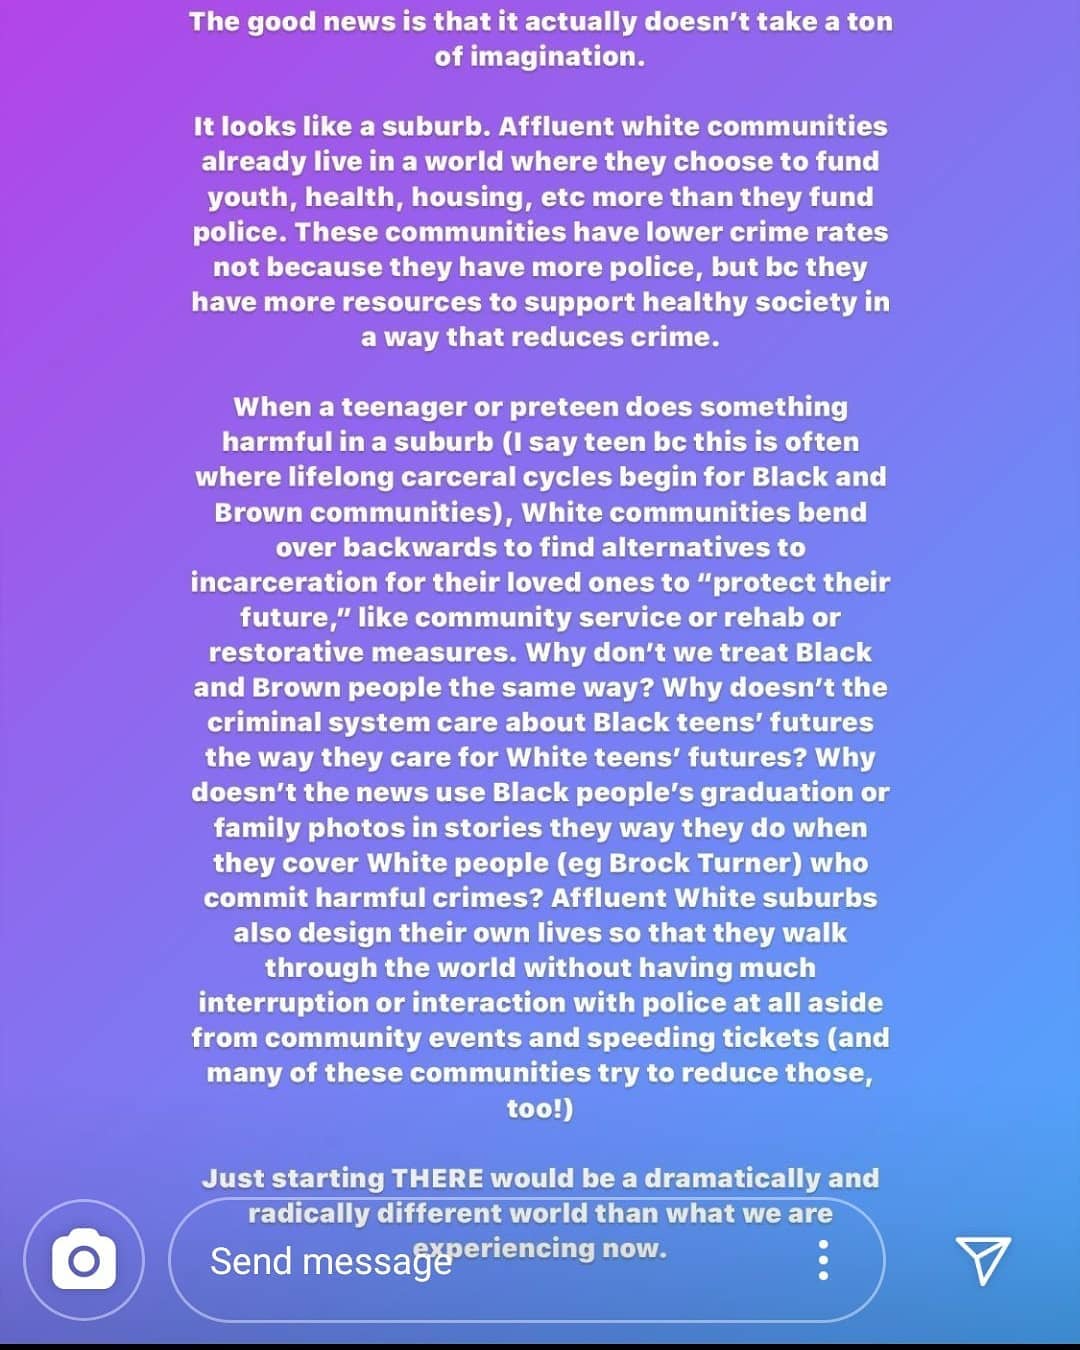 The good news is that it actually doesn’t take a ton
of imagination.
It looks like a suburb. Affluent white communities
already live in a world where they choose to fund
youth, health, housing, etc more than they fund
police. These communities have lower crime rates
not because they have more police, but bc they
have more resources to support healthy society in
a way that reduces crime.
When a teenager or preteen does something
harmful in a suburb (I say teen bc this is often
where lifelong carceral cycles begin for Black and
Brown communities), White communities bend
over backwards to find alternatives to
incarceration for their loved ones to “protect their
future,” like community service or rehab or
restorative measures. Why don’t we treat Black
and Brown people the same way? Why doesn’t the
criminal system care about Black teens’ futures
the way they care for White teens’ futures? Why
doesn’t the news use Black people’s graduation or
family photos in stories they way they do when
they cover White people (eg Brock Turner) who
commit harmful crimes? Affluent White suburbs
also design their own lives so that they walk
through the world without having much
interruption or interaction with police at all aside
from community events and speeding tickets (and
many of these communities try to reduce those,
too!)
Just starting THERE would be a dramatically and
radically different world than what we are
experiencing now.
Send message